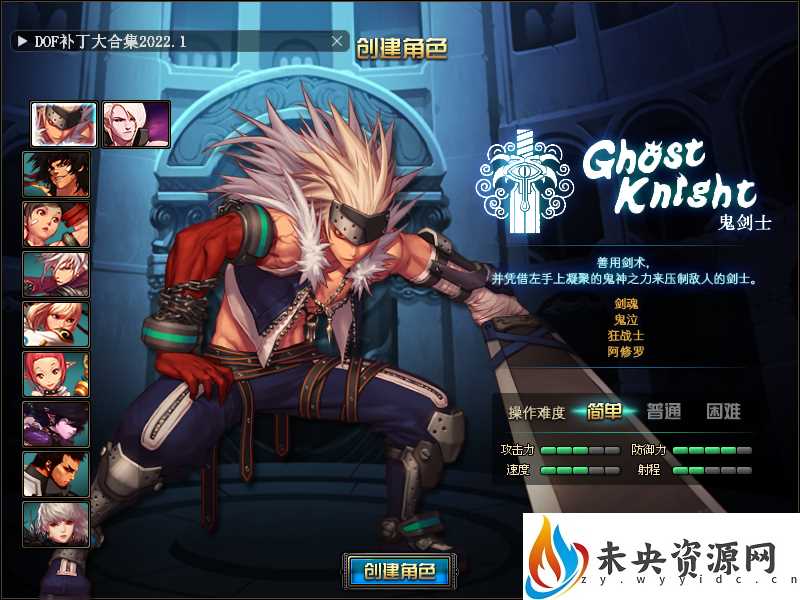 DOF补丁大合集2022.1
创建角色
Ghost
Knight
鬼剑士
善用剑术,
并凭借左手上凝聚的鬼神之力来压制敌人的剑士。
剑魂
鬼泣
狂战士
阿修罗
操作难度 简单 普通 困难
攻击力 防御力
速度 射程
创建角色
未央资源网
zy.wyyidc.cn